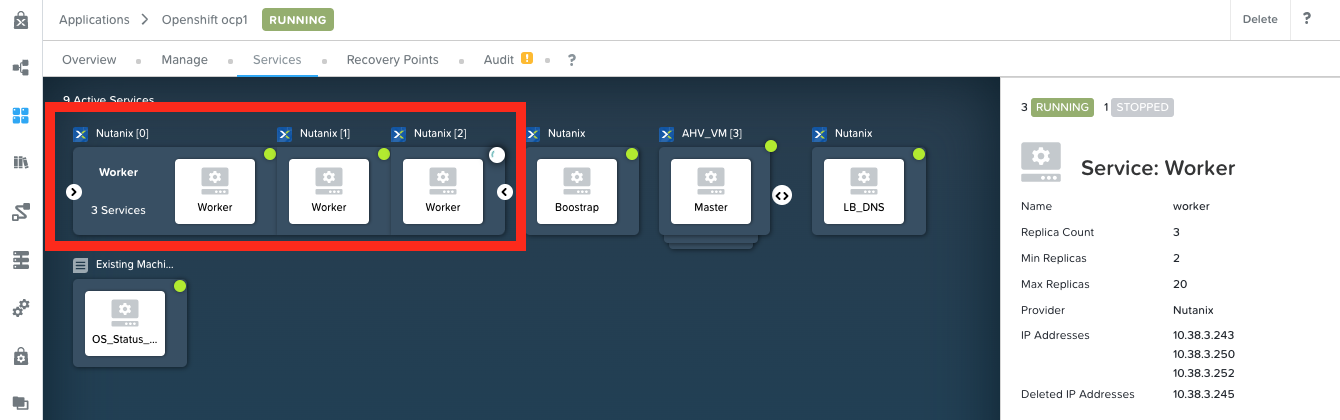 Applications > Openshift ocp1 RUNNING Delete ?
Overview Manage Services Recovery Points Audit ! ?
9 Active Services
Nutanix [0] Nutanix [1] Nutanix [2] Nutanix AHV_VM [3] Nutanix
Worker
3 Services
Worker Worker Worker Boostrap Master LB_DNS
Existing Machi...
OS_Status_...
3 RUNNING 1 STOPPED
Service: Worker
Name worker
Replica Count 3
Min Replicas 2
Max Replicas 20
Provider Nutanix
IP Addresses 10.38.3.243
10.38.3.250
10.38.3.252
Deleted IP Addresses 10.38.3.245